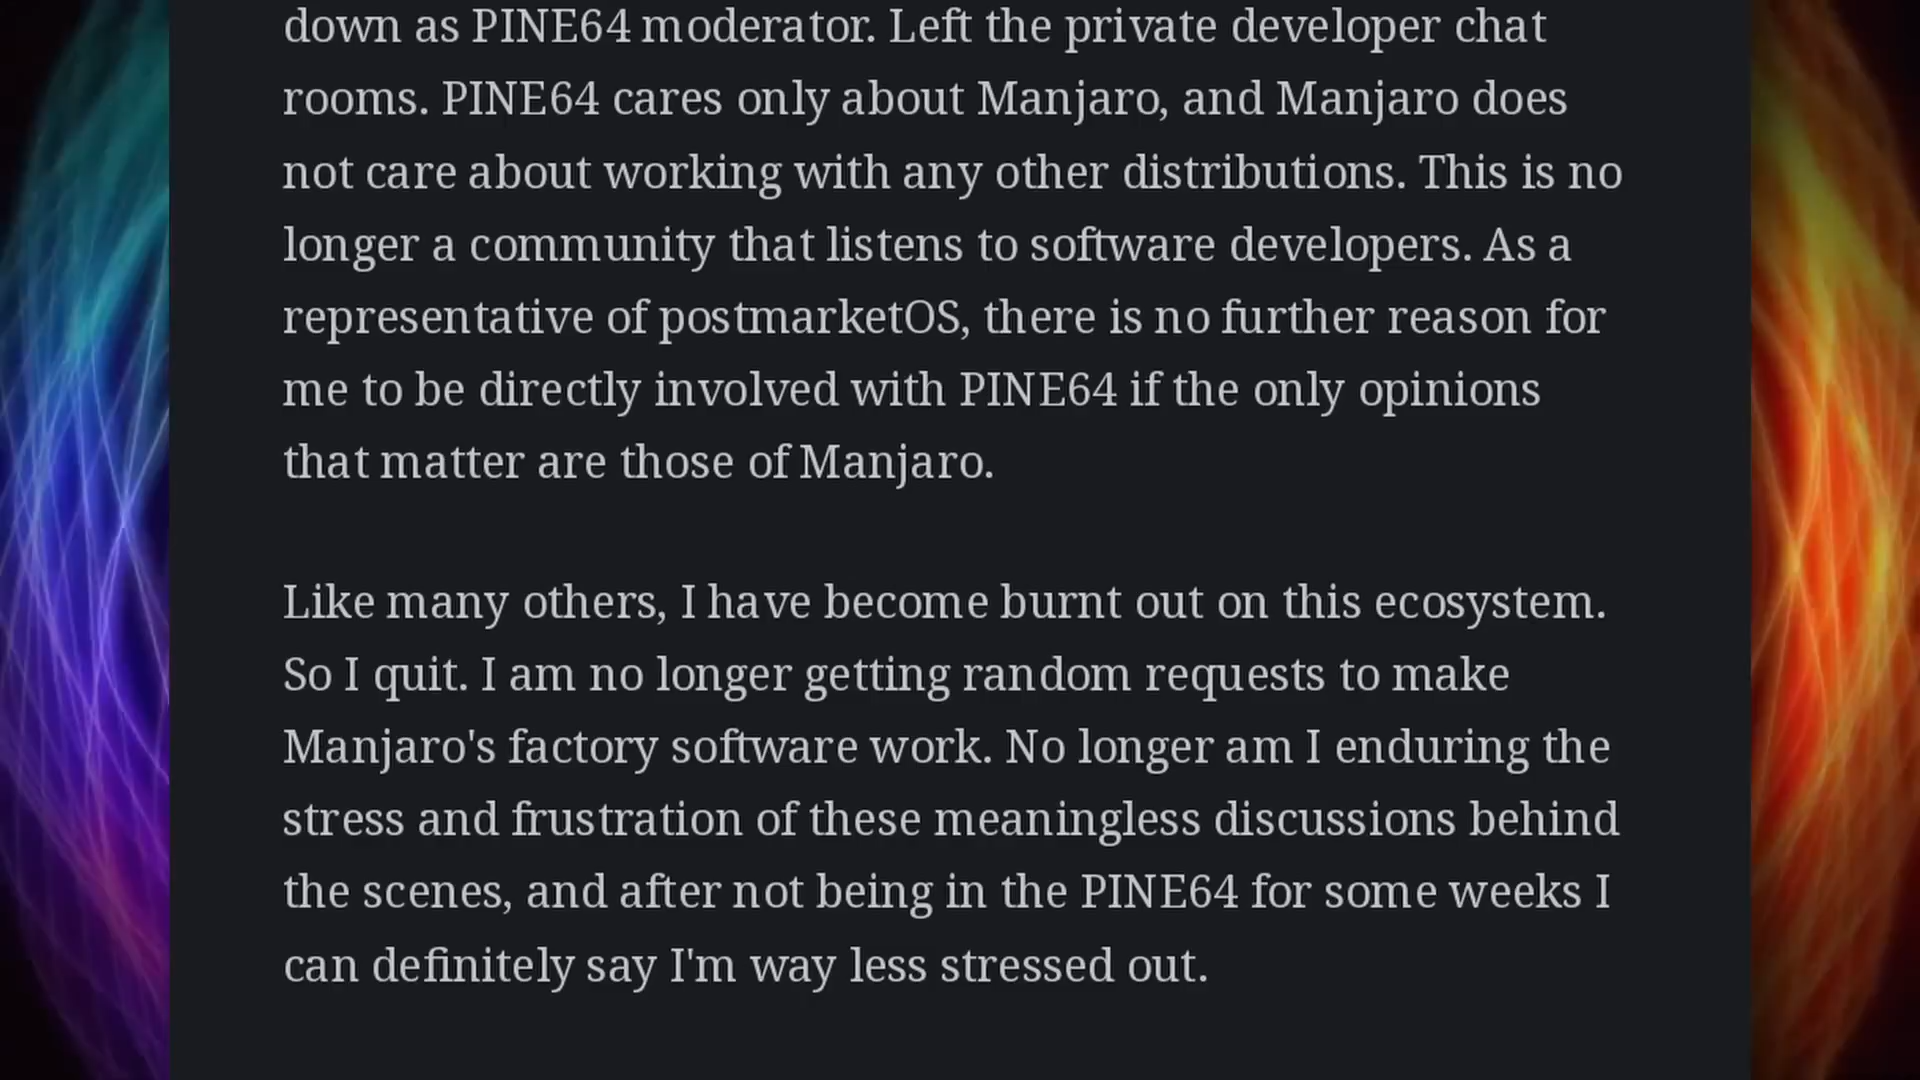 down as PINE64 moderator. Left the private developer chat
rooms. PINE64 cares only about Manjaro, and Manjaro does
not care about working with any other distributions. This is no
longer a community that listens to software developers. As a
representative of postmarketOS, there is no further reason for
me to be directly involved with PINE64 if the only opinions
that matter are those of Manjaro.
Like many others, I have become burnt out on this ecosystem.
So I quit. I am no longer getting random requests to make
Manjaro's factory software work. No longer am I enduring the
stress and frustration of these meaningless discussions behind
the scenes, and after not being in the PINE64 for some weeks I
can definitely say I'm way less stressed out.